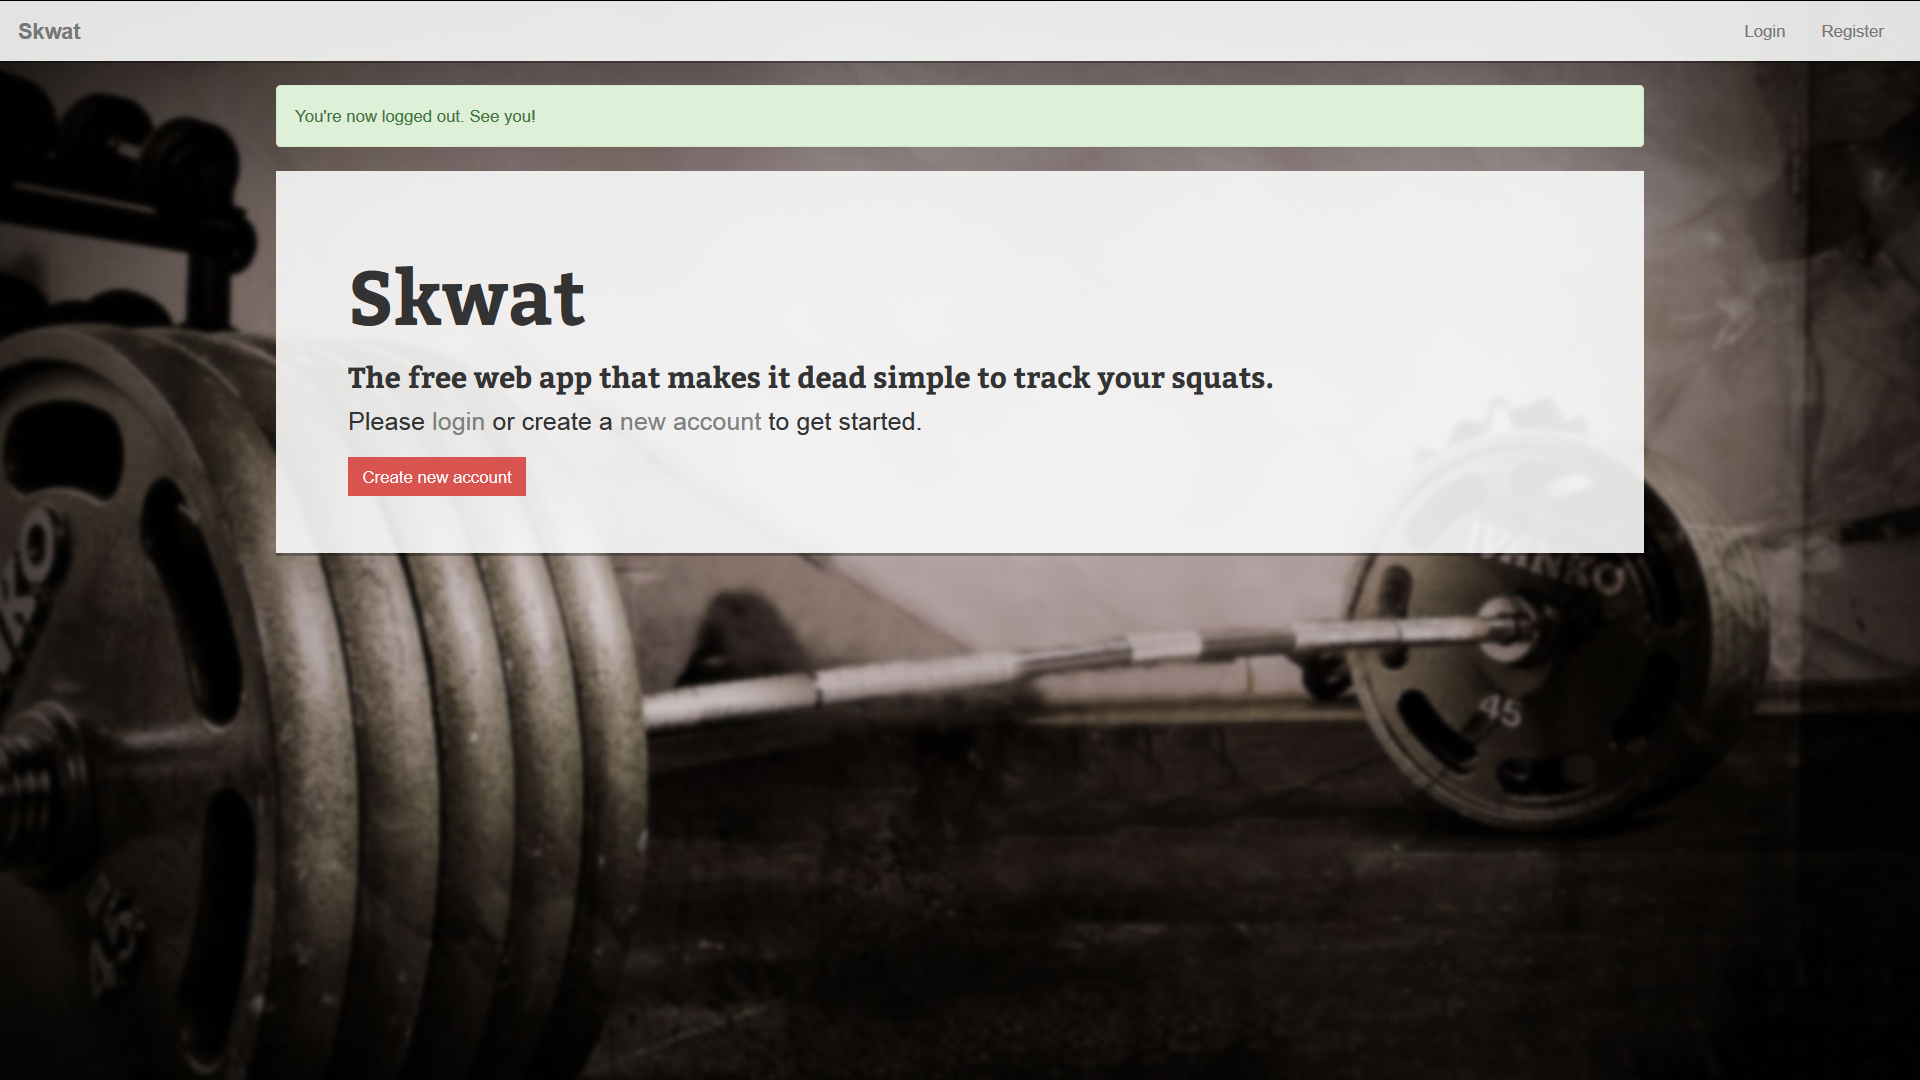 Skwat
Login
Register
You're now logged out. See you!
Skwat
The free web app that makes it dead simple to track your squats.
Please login or create a new account to get started.
Create new account
IVANKO
45
45